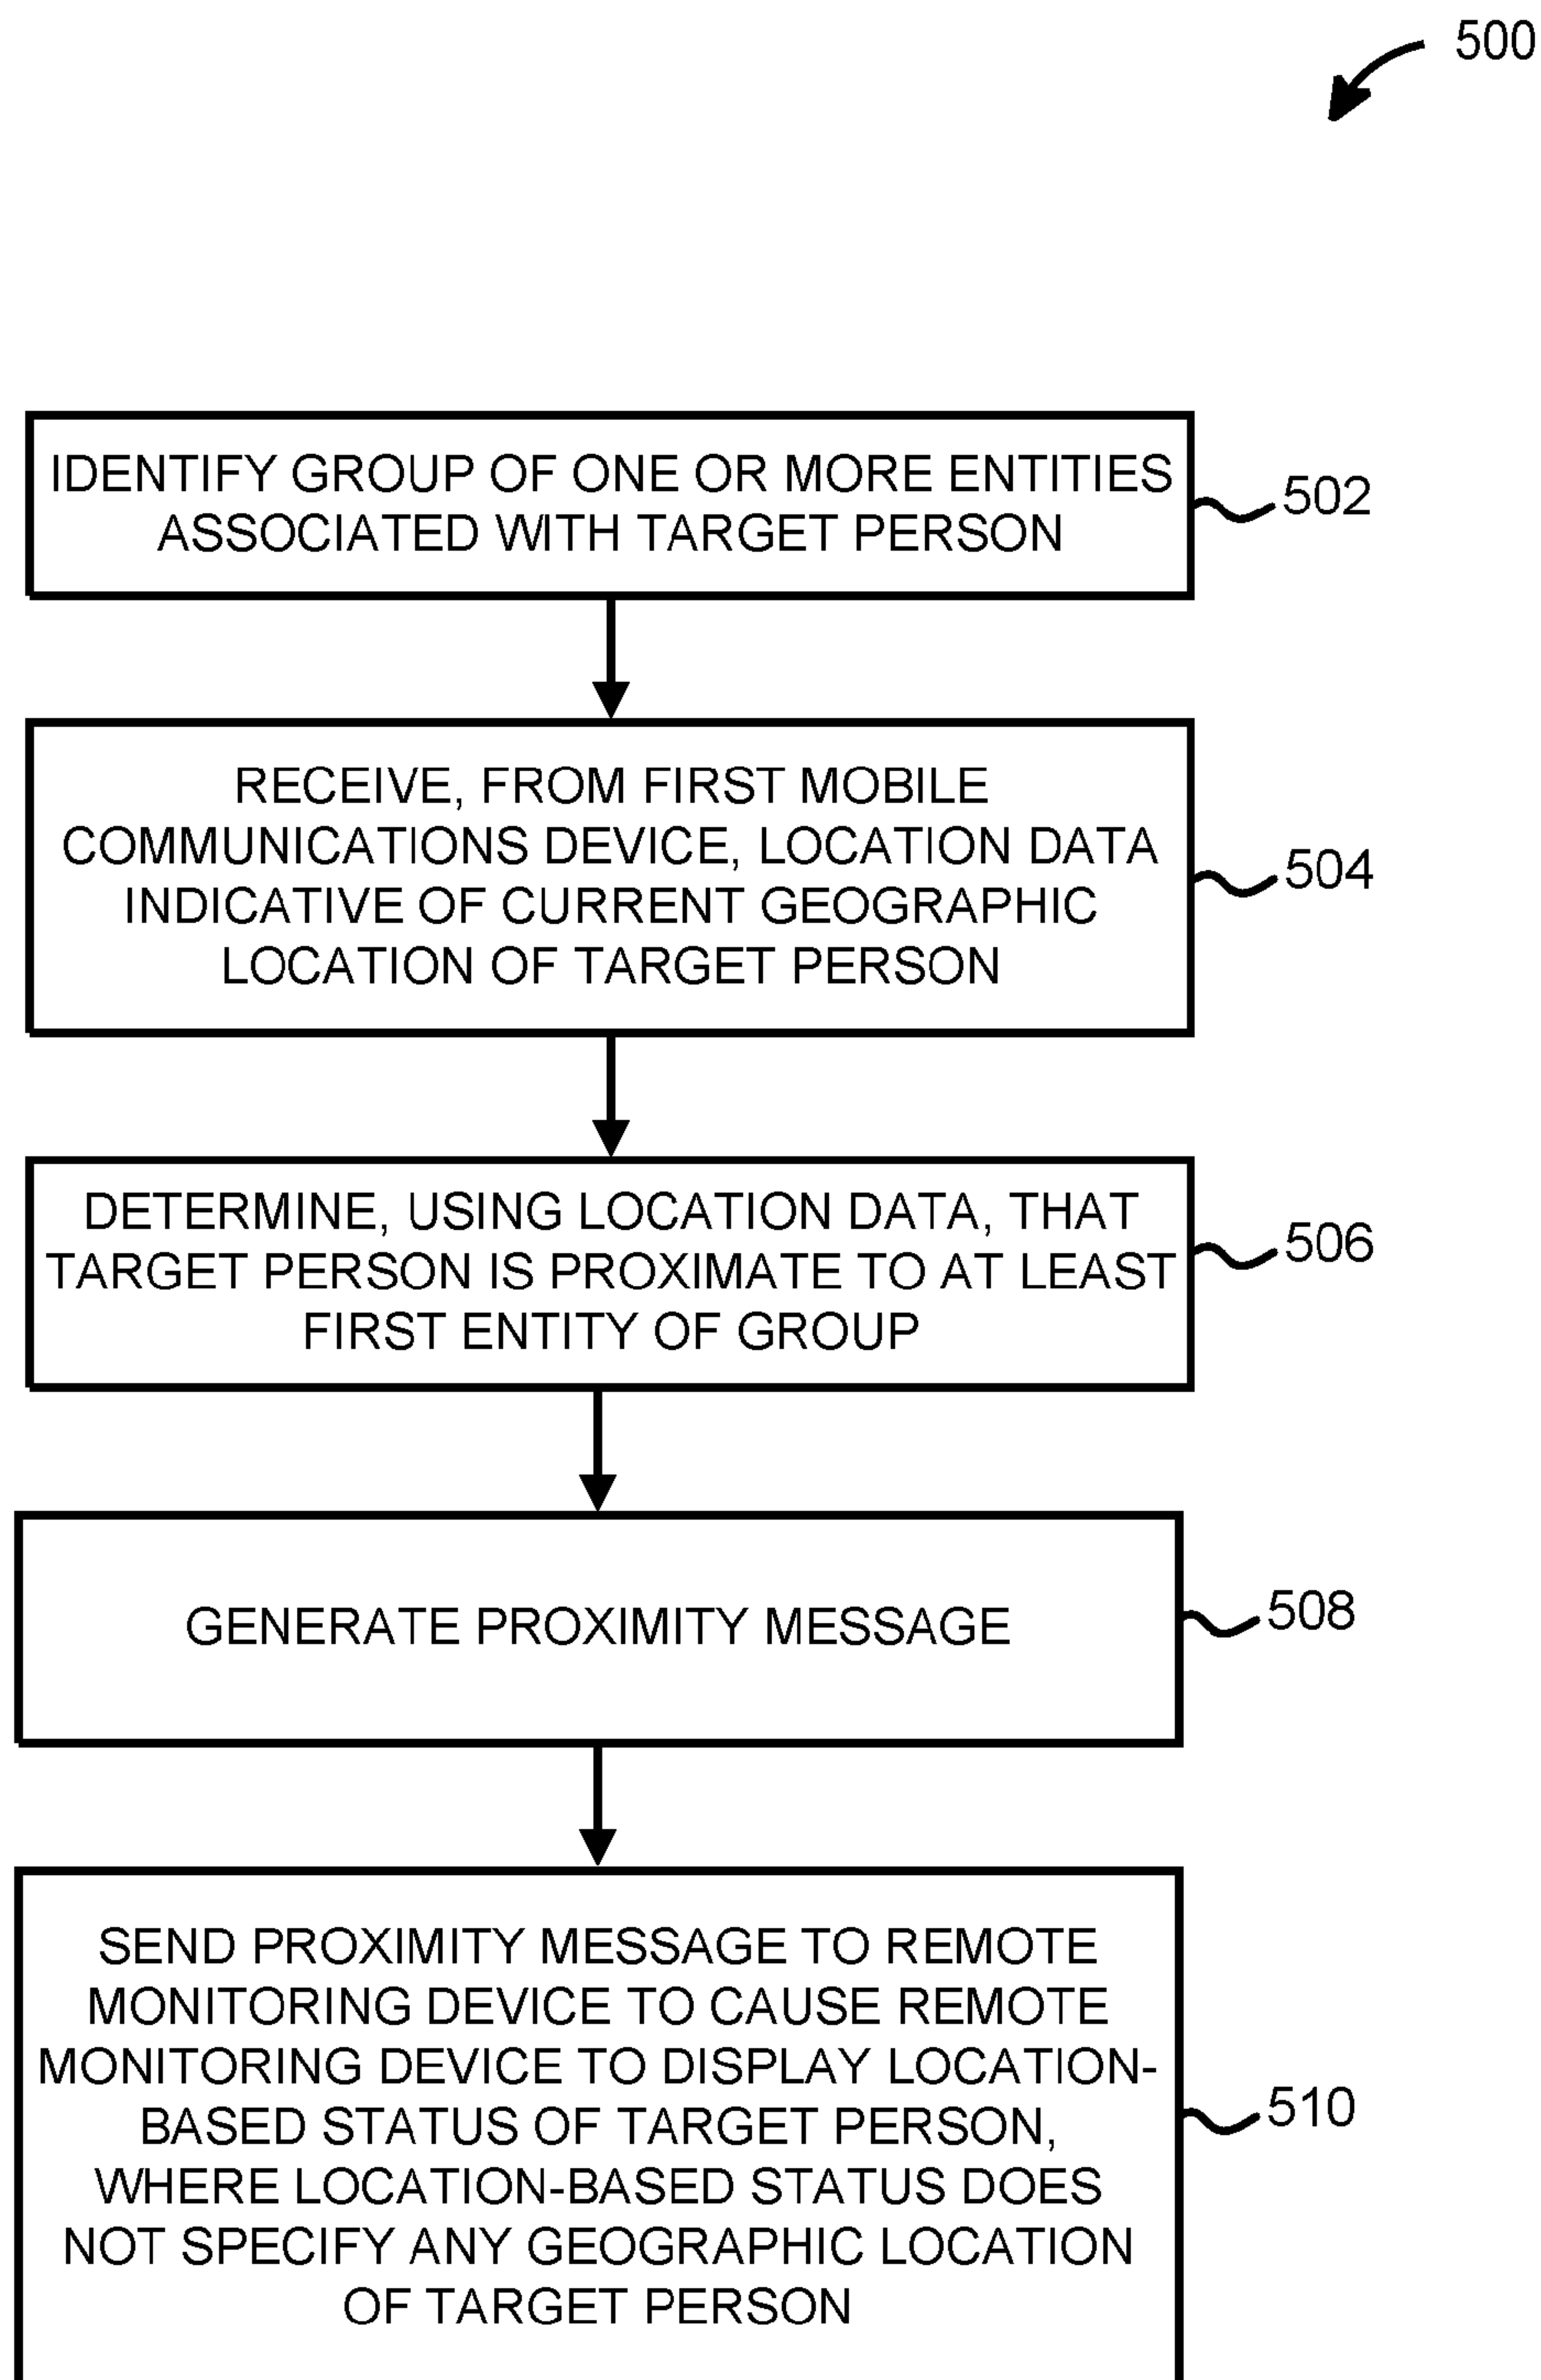 500
IDENTIFY GROUP OF ONE OR MORE ENTITIES
ASSOCIATED WITH TARGET PERSON
502
RECEIVE, FROM FIRST MOBILE
COMMUNICATIONS DEVICE, LOCATION DATA
INDICATIVE OF CURRENT GEOGRAPHIC
LOCATION OF TARGET PERSON
504
DETERMINE, USING LOCATION DATA, THAT
TARGET PERSON IS PROXIMATE TO AT LEAST
FIRST ENTITY OF GROUP
506
GENERATE PROXIMITY MESSAGE
508
SEND PROXIMITY MESSAGE TO REMOTE
MONITORING DEVICE TO CAUSE REMOTE
MONITORING DEVICE TO DISPLAY LOCATION-
BASED STATUS OF TARGET PERSON,
WHERE LOCATION-BASED STATUS DOES
NOT SPECIFY ANY GEOGRAPHIC LOCATION
OF TARGET PERSON
510